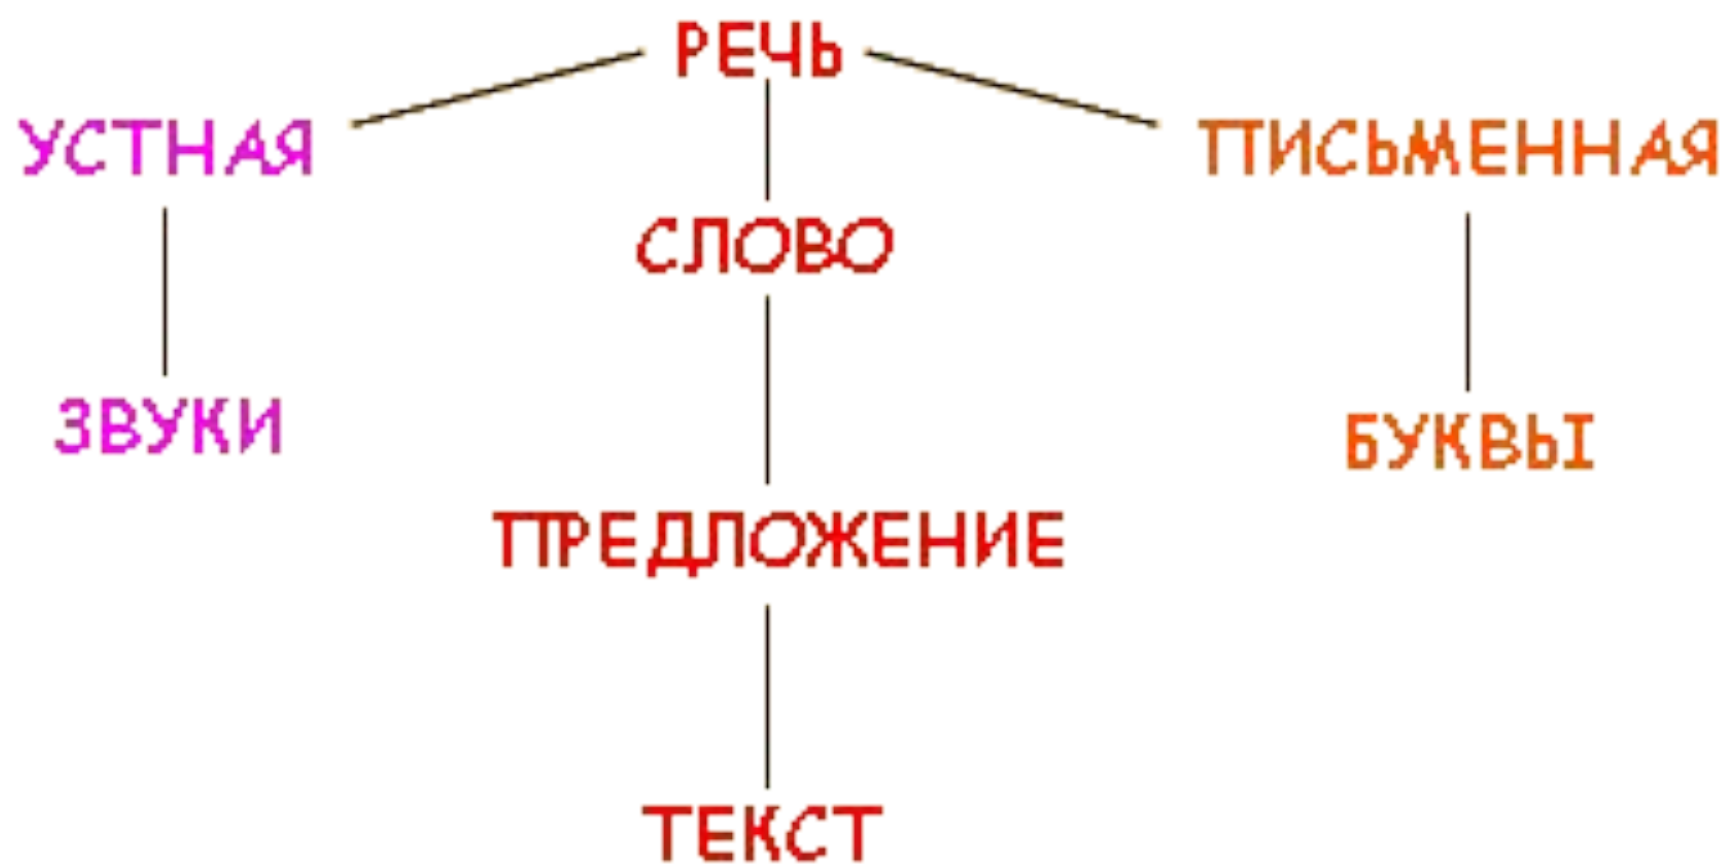 РЕЧЬ
УСТНАЯ
ПИСЬМЕННАЯ
СЛОВО
ЗВУКИ
БУКВЫ
ПРЕДЛОЖЕНИЕ
ТЕКСТ